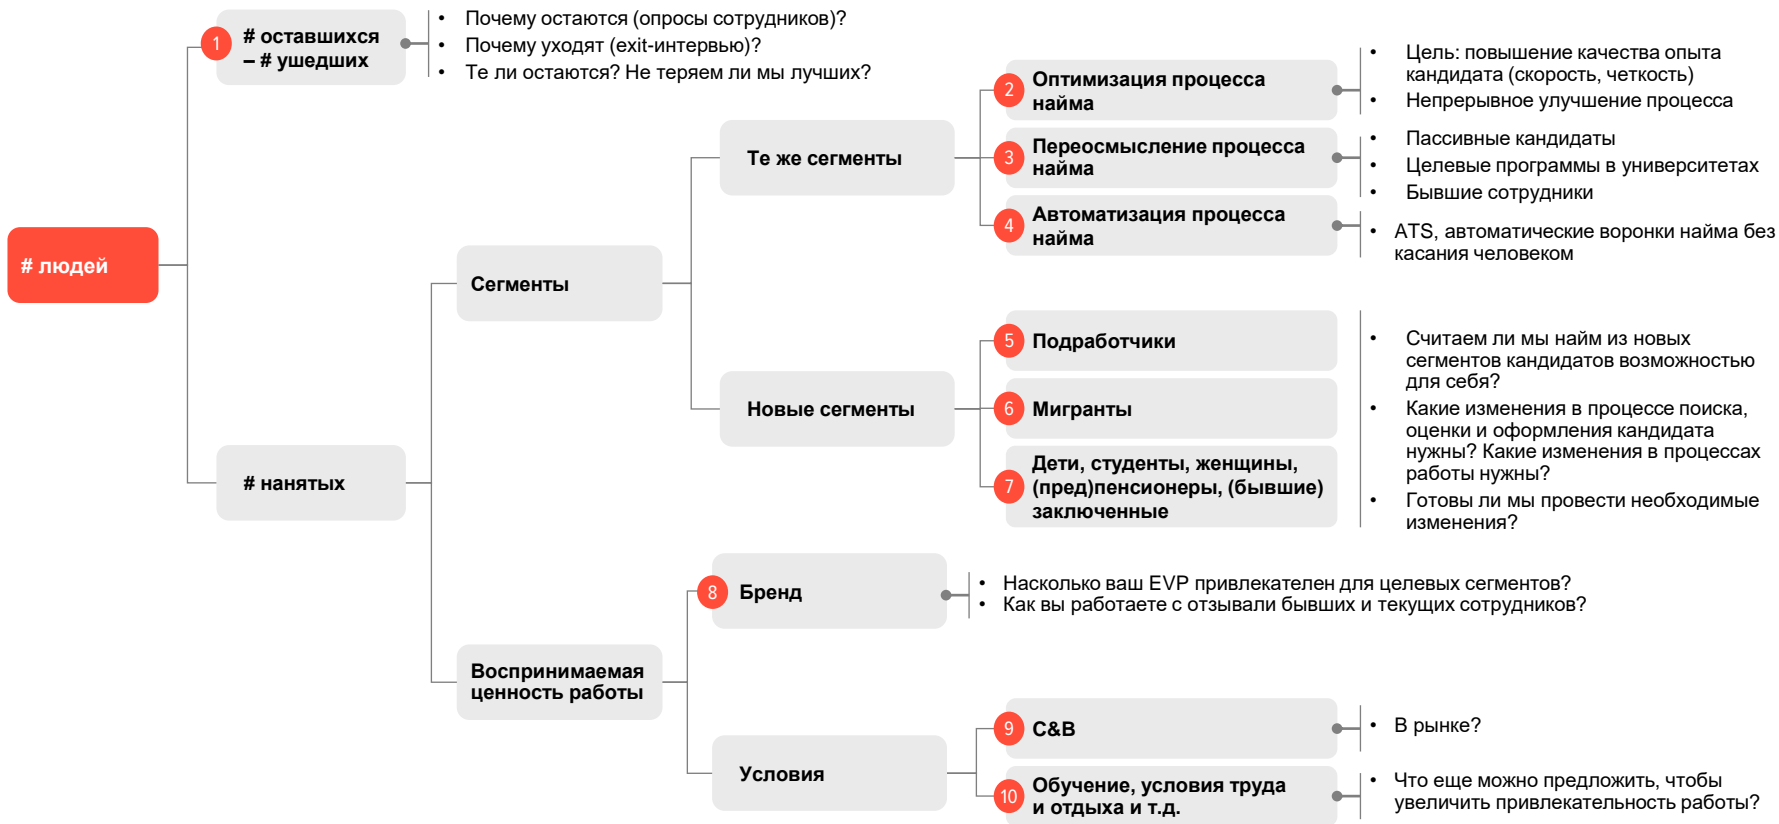 # людей
1
# оставшихся
– # ушедших
• Почему остаются (опросы сотрудников)?
• Почему уходят (exit-интервью)?
• Те ли остаются? Не теряем ли мы лучших?
# нанятых
Сегменты
Те же сегменты
2
Оптимизация процесса
найма
• Цель: повышение качества опыта
кандидата (скорость, четкость)
• Непрерывное улучшение процесса
3
Переосмысление процесса
найма
• Пассивные кандидаты
• Целевые программы в университетах
• Бывшие сотрудники
4
Автоматизация процесса
найма
• ATS, автоматические воронки найма без
касания человеком
Новые сегменты
5
Подработчики
6
Мигранты
7
Дети, студенты, женщины,
(пред)пенсионеры, (бывшие)
заключенные
• Считаем ли мы найм из новых
сегментов кандидатов возможностью
для себя?
• Какие изменения в процессе поиска,
оценки и оформления кандидата
нужны? Какие изменения в процессах
работы нужны?
• Готовы ли мы провести необходимые
изменения?
Воспринимаемая
ценность работы
8
Бренд
• Насколько ваш EVP привлекателен для целевых сегментов?
• Как вы работаете с отзывали бывших и текущих сотрудников?
Условия
9
C&B
• В рынке?
10
Обучение, условия труда
и отдыха и т.д.
• Что еще можно предложить, чтобы
увеличить привлекательность работы?